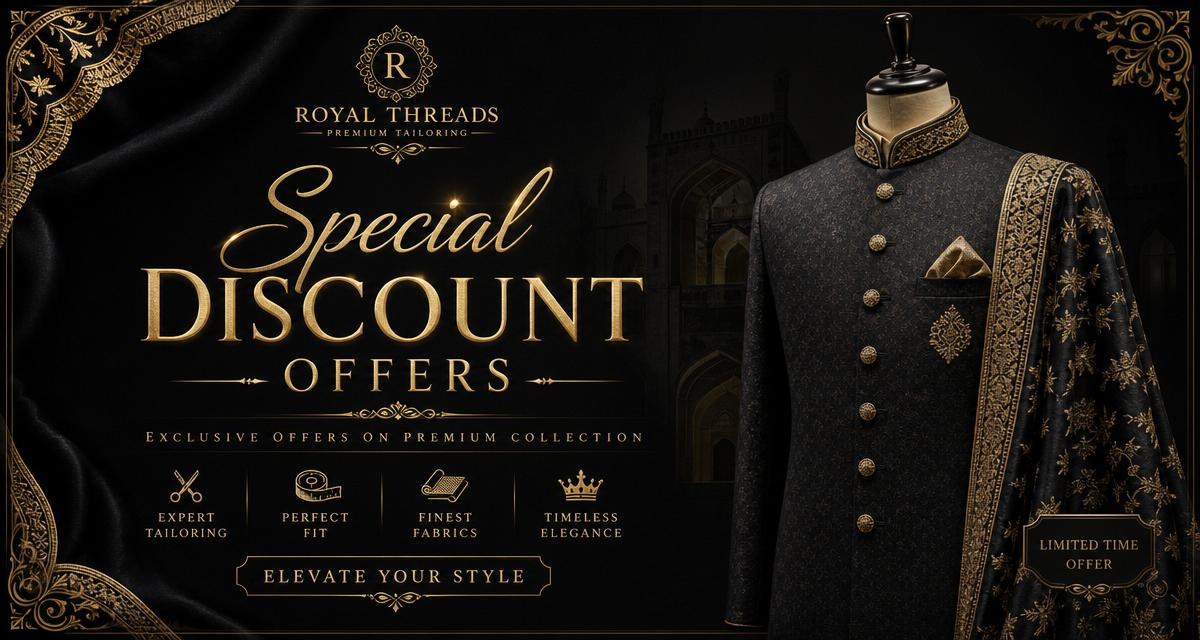 R
ROYAL THREADS
PREMIUM TAILORING
Special
DISCOUNT
OFFERS
EXCLUSIVE OFFERS ON PREMIUM COLLECTION
EXPERT
TAILORING
PERFECT
FIT
FINEST
FABRICS
TIMELESS
ELEGANCE
ELEVATE YOUR STYLE
LIMITED TIME
OFFER